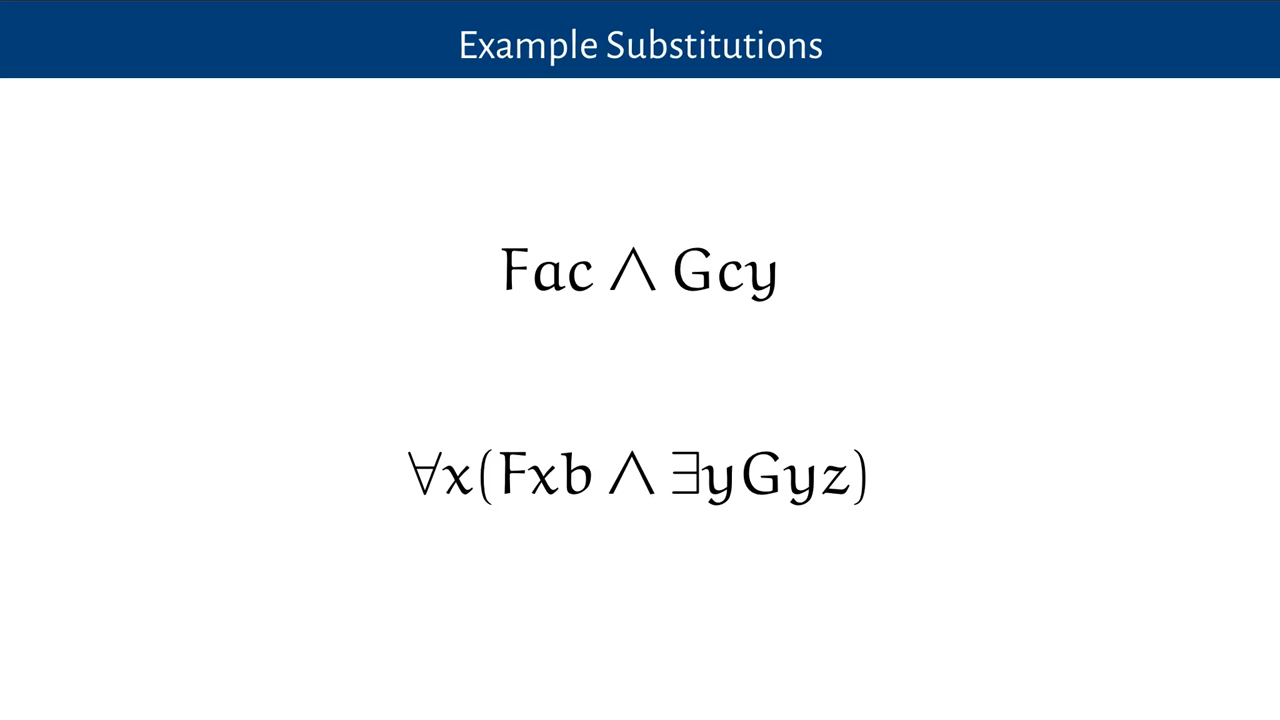 Example Substitutions
Fac ∧ Gcy
∀x(Fxb ∧ ∃yGyz)